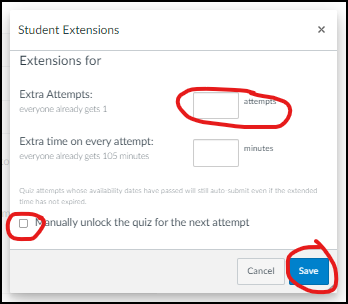 Student Extensions ×
Extensions for
Extra Attempts: attempts
everyone already gets 1
Extra time on every attempt: minutes
everyone already gets 105 minutes
Quiz attempts whose availability dates have passed will still auto-submit even if the extended
time has not expired.
Manually unlock the quiz for the next attempt
Cancel Save